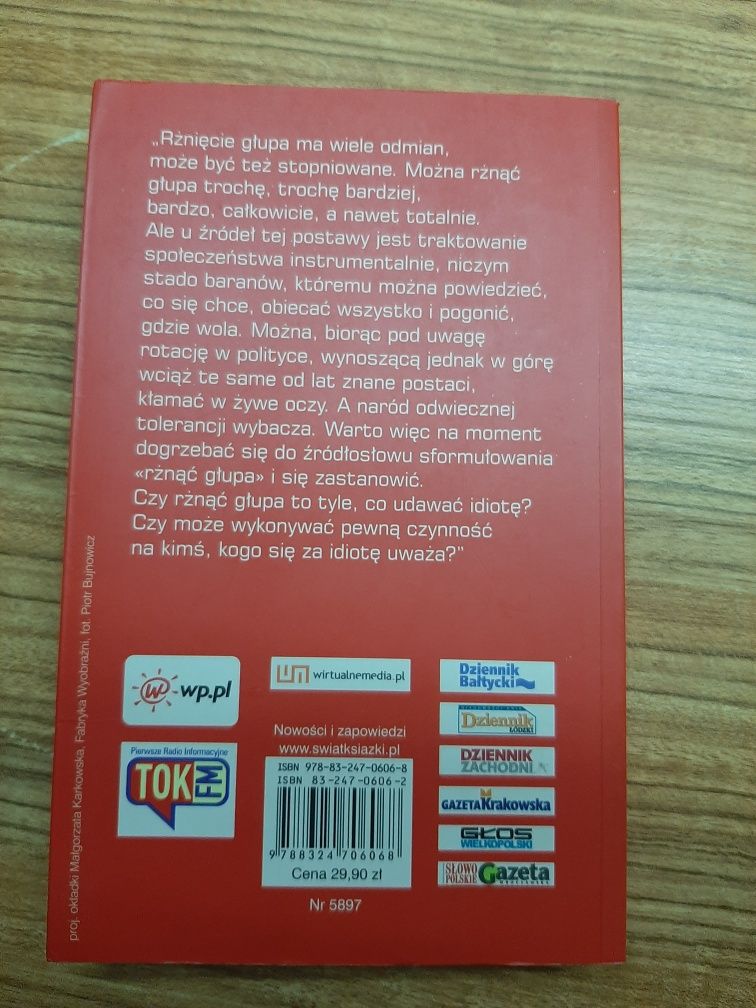 „Rżnięcie głupa ma wiele odmian,
może być też stopniowane. Można rżnąć
głupa trochę, trochę bardziej,
bardzo, całkowicie, a nawet totalnie.
Ale u źródeł tej postawy jest traktowanie
społeczeństwa instrumentalnie, niczym
stado baranów, któremu można powiedzieć,
co się chce, obiecać wszystko i pogonić,
gdzie wola. Można, biorąc pod uwagę
rotację w polityce, wynoszącą jednak w górę
wciąż te same od lat znane postaci,
kłamać w żywe oczy. A naród odwiecznej
tolerancji wybacza. Warto więc na moment
dogrzebać się do źródłosłowu sformułowania
«rżnąć głupa» i się zastanowić.
Czy rżnąć głupa to tyle, co udawać idiotę?
Czy może wykonywać pewną czynność
na kimś, kogo się za idiotę uważa?”
proj. okładki Małgorzata Karkowska, Fabryka Wyobraźni, fot. Piotr Bujnowicz
w-wp.pl
Pierwsze Radio Informacyjne
TOK FM
wirtualnemedia.pl
Nowości i zapowiedzi
www.swiatksiazki.pl
ISBN 978-83-247-0606-8
ISBN 83-247-0606-2
9 788324 706068
Cena 29,90 zł
Nr 5897
Dziennik
Bałtycki
Dziennik
ŁÓDZKI
DZIENNIK
ZACHODNI
GAZETA Krakowska
GŁOS
WIELKOPOLSKI
SŁOWO
POLSKIE
Gazeta